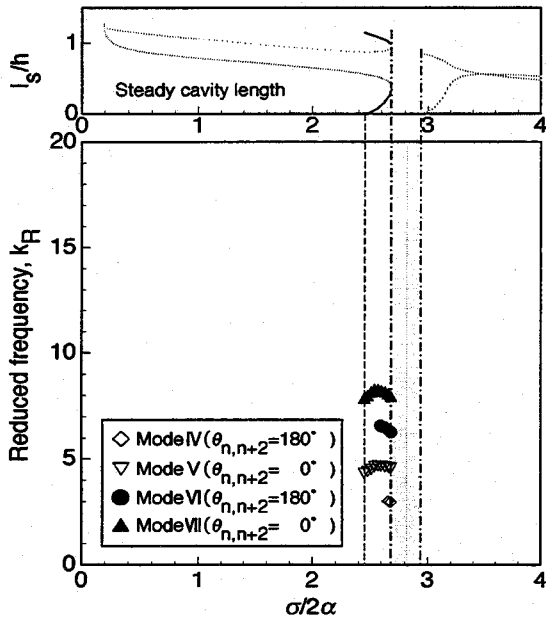 l_s/h
1
0
Steady cavity length
0 1 2 3 4
Reduced frequency, k_R
20
15
10
5
0
Mode IV (θ_n,n+2=180°)
Mode V (θ_n,n+2= 0°)
Mode VI (θ_n,n+2=180°)
Mode VII (θ_n,n+2= 0°)
0 1 2 3 4
σ/2α